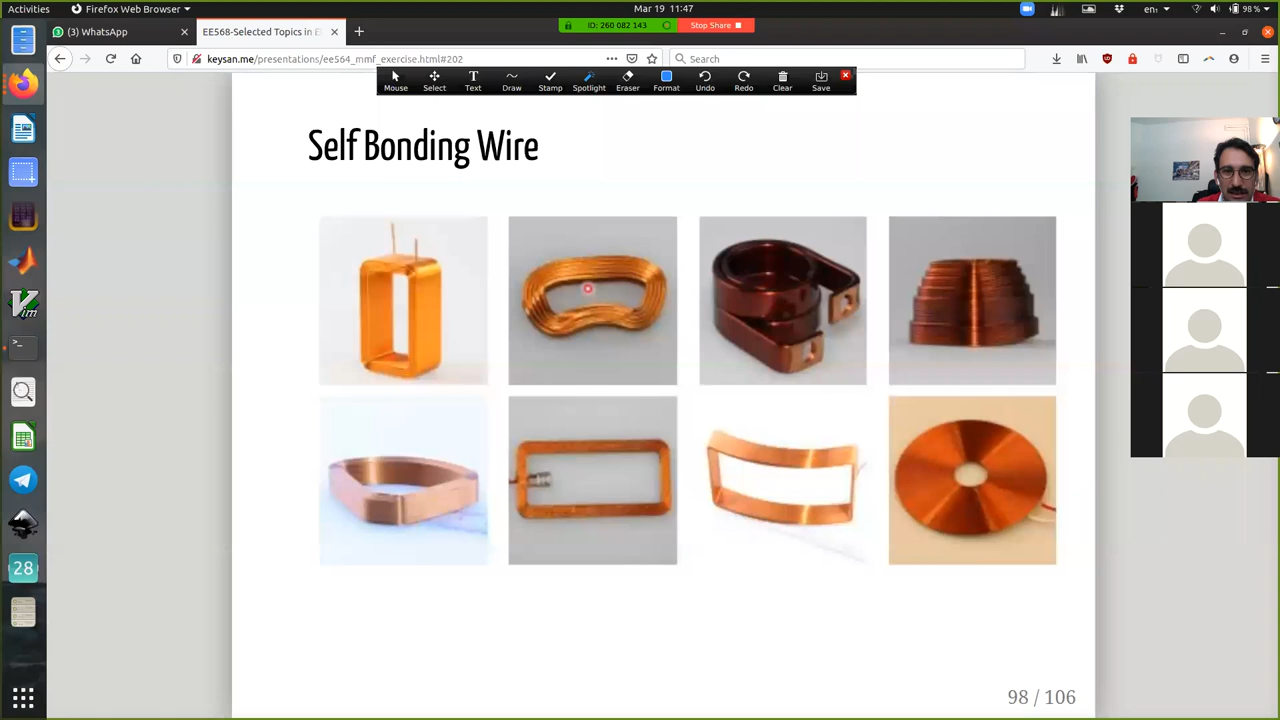 Activities
Firefox Web Browser
Mar 19 11:47
en
98 %
ID: 260 082 143
Stop Share
(1) WhatsApp
EE568-Selected Topics in E
keysan.me/presentations/ee564_mmf_exercise.html#202
Search
Mouse
Select
Text
Draw
Stamp
Spotlight
Eraser
Format
Undo
Redo
Clear
Save
Self Bonding Wire
Vim
28
98 / 106